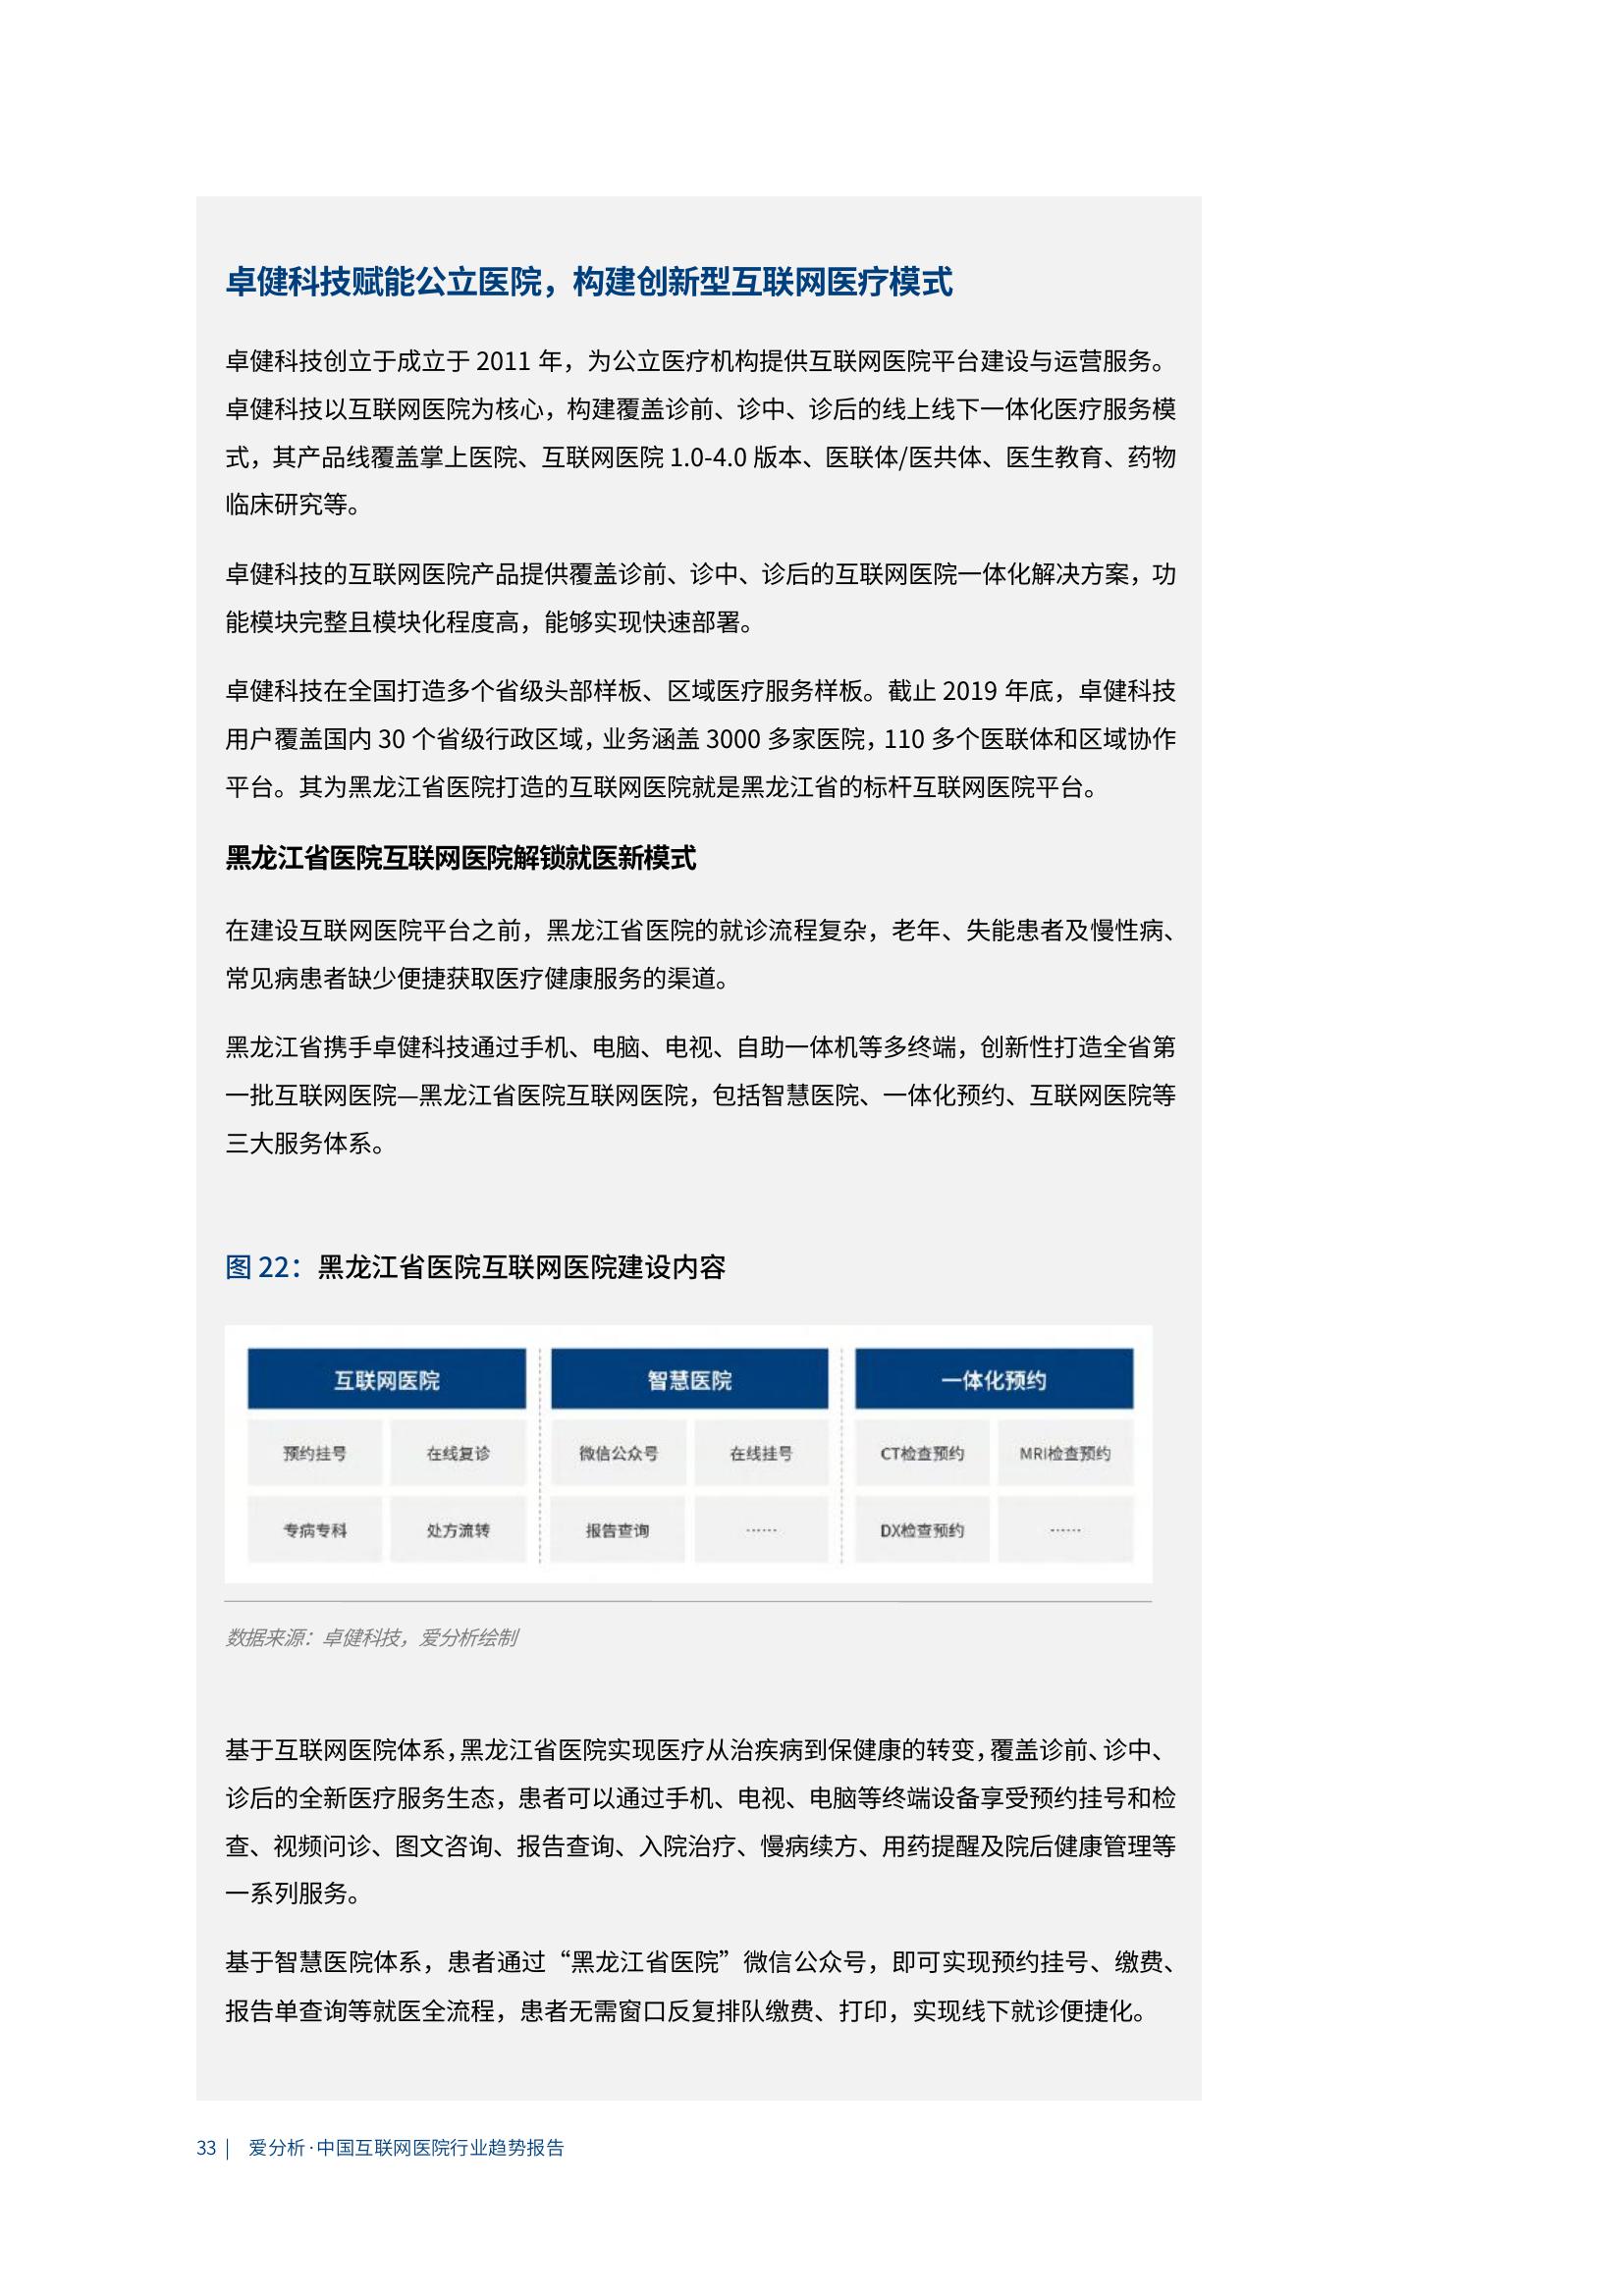 卓健科技赋能公立医院，构建创新型互联网医疗模式
卓健科技创立于成立于 2011 年，为公立医疗机构提供互联网医院平台建设与运营服务。
卓健科技以互联网医院为核心，构建覆盖诊前、诊中、诊后的线上线下一体化医疗服务模
式，其产品线覆盖掌上医院、互联网医院 1.0-4.0 版本、医联体/医共体、医生教育、药物
临床研究等。
卓健科技的互联网医院产品提供覆盖诊前、诊中、诊后的互联网医院一体化解决方案，功
能模块完整且模块化程度高，能够实现快速部署。
卓健科技在全国打造多个省级头部样板、区域医疗服务样板。截止 2019 年底，卓健科技
用户覆盖国内 30 个省级行政区域，业务涵盖 3000 多家医院，110 多个医联体和区域协作
平台。其为黑龙江省医院打造的互联网医院就是黑龙江省的标杆互联网医院平台。
黑龙江省医院互联网医院解锁就医新模式
在建设互联网医院平台之前，黑龙江省医院的就诊流程复杂，老年、失能患者及慢性病、
常见病患者缺少便捷获取医疗健康服务的渠道。
黑龙江省携手卓健科技通过手机、电脑、电视、自助一体机等多终端，创新性打造全省第
一批互联网医院—黑龙江省医院互联网医院，包括智慧医院、一体化预约、互联网医院等
三大服务体系。
图 22：黑龙江省医院互联网医院建设内容
互联网医院 智慧医院 一体化预约
预约挂号 在线复诊 微信公众号 在线挂号 CT检查预约 MRI检查预约
专病专科 处方流转 报告查询 …… DX检查预约 ……
数据来源：卓健科技，爱分析绘制
基于互联网医院体系，黑龙江省医院实现医疗从治疾病到保健康的转变，覆盖诊前、诊中、
诊后的全新医疗服务生态，患者可以通过手机、电视、电脑等终端设备享受预约挂号和检
查、视频问诊、图文咨询、报告查询、入院治疗、慢病续方、用药提醒及院后健康管理等
一系列服务。
基于智慧医院体系，患者通过“黑龙江省医院”微信公众号，即可实现预约挂号、缴费、
报告单查询等就医全流程，患者无需窗口反复排队缴费、打印，实现线下就诊便捷化。
33 | 爱分析·中国互联网医院行业趋势报告